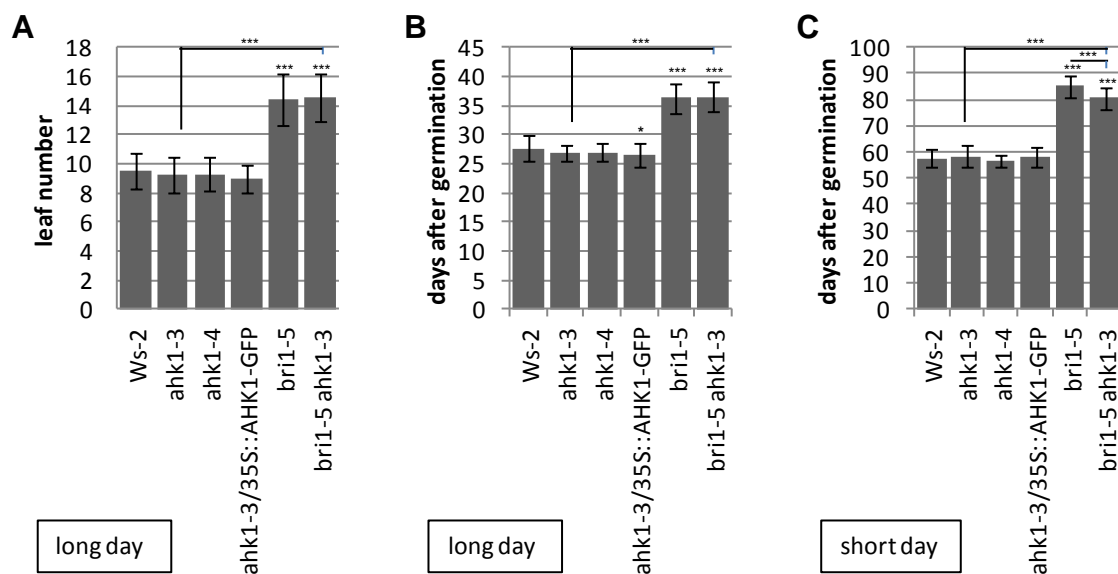 A
***
18
16
14
12
10
8
6
4
2
0
*** ***
leaf number
Ws-2
ahk1-3
ahk1-4
ahk1-3/35S::AHK1-GFP
bri1-5
bri1-5 ahk1-3
long day
B
***
45
40
35
30
25
20
15
10
5
0
*** ***
*
days after germination
Ws-2
ahk1-3
ahk1-4
ahk1-3/35S::AHK1-GFP
bri1-5
bri1-5 ahk1-3
long day
C
***
***
100
90
80
70
60
50
40
30
20
10
0
*** ***
days after germination
Ws-2
ahk1-3
ahk1-4
ahk1-3/35S::AHK1-GFP
bri1-5
bri1-5 ahk1-3
short day